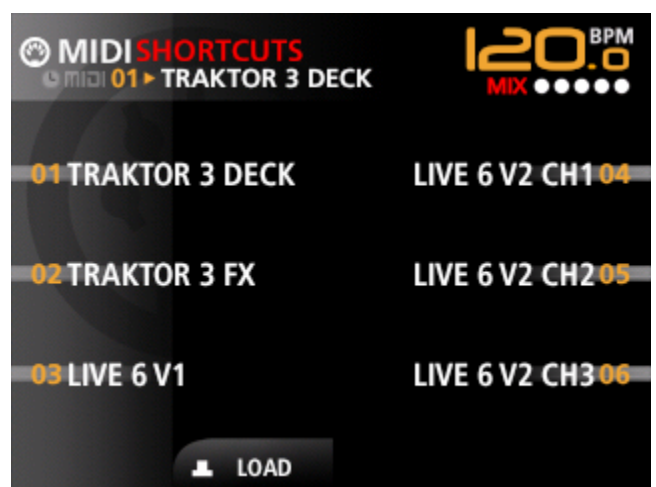 MIDI SHORTCUTS
MIDI 01 ▸ TRAKTOR 3 DECK
120.0 BPM
MIX
01 TRAKTOR 3 DECK
LIVE 6 V2 CH1 04
02 TRAKTOR 3 FX
LIVE 6 V2 CH2 05
03 LIVE 6 V1
LIVE 6 V2 CH3 06
LOAD